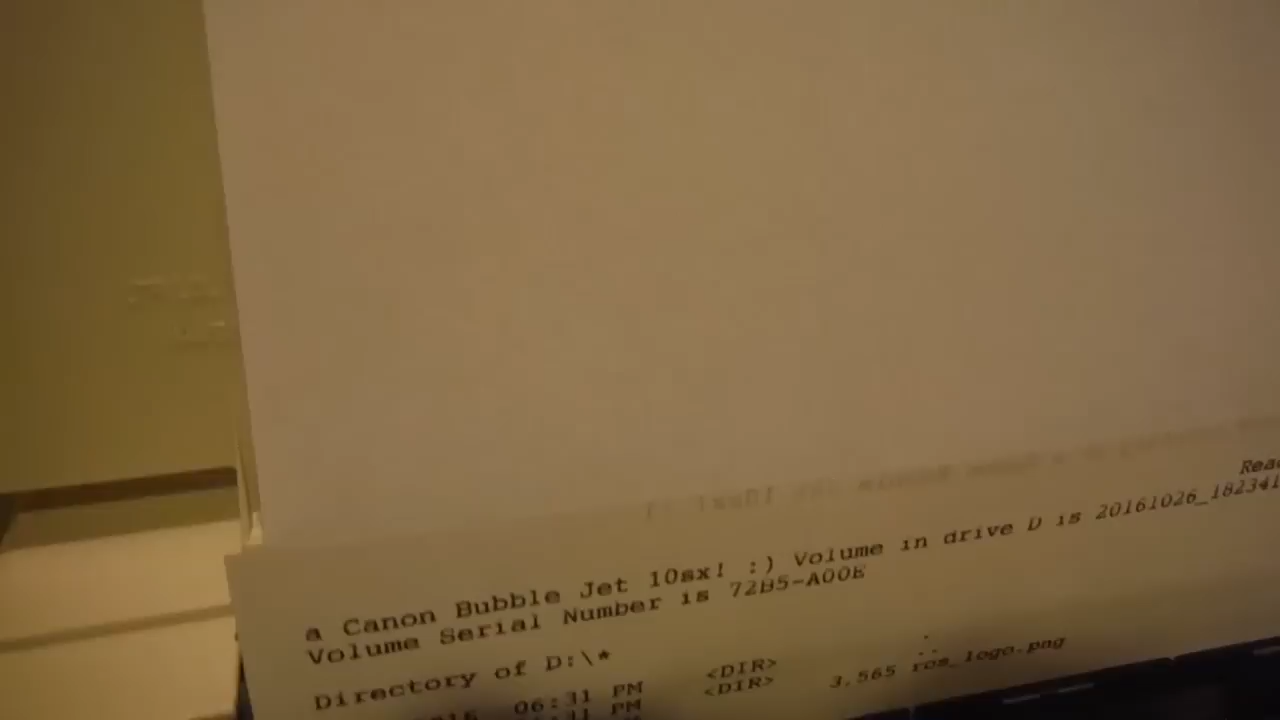 a Canon Bubble Jet 10sx! :) Volume in drive D is 20161026_182341
Volume Serial Number is 72B5-A00E
Directory of D:\*
06:31 PM <DIR> .
PM <DIR> ..
3,565 ros_logo.png